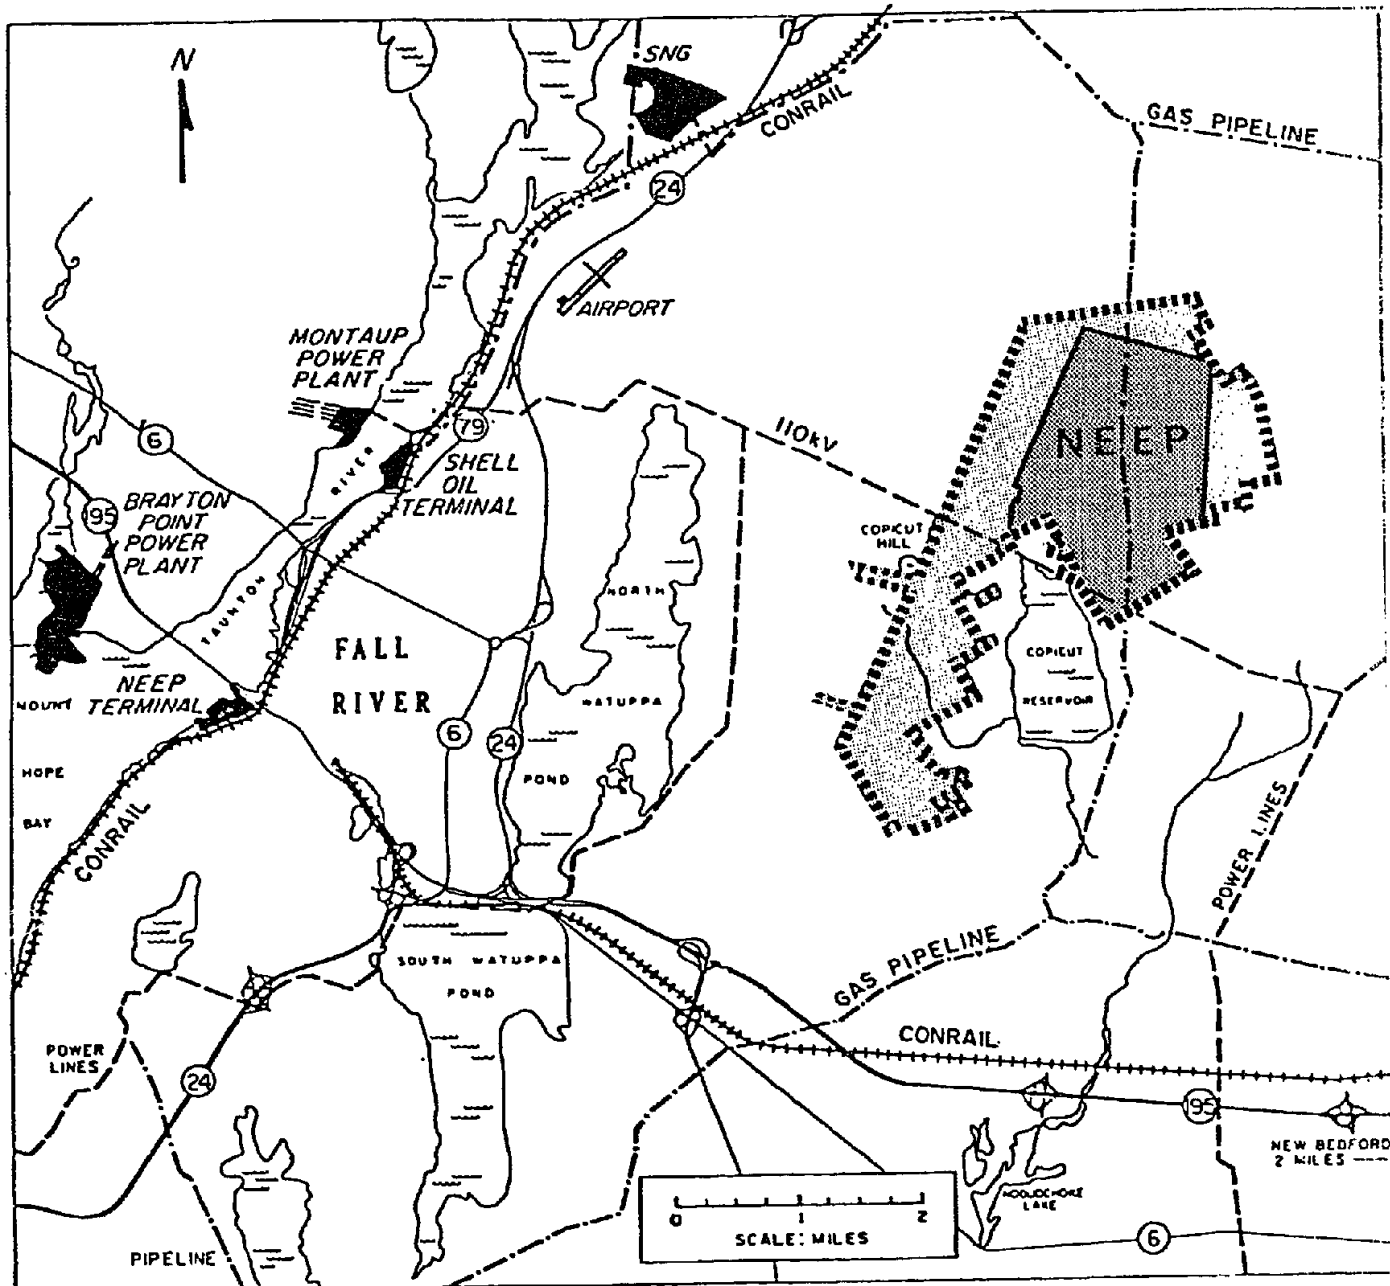 N
SNG
CONRAIL
GAS PIPELINE
24
AIRPORT
MONTAUP
POWER
PLANT
6
79
110KV
NEEP
RIVER
SHELL
OIL
TERMINAL
195
BRAYTON
POINT
POWER
PLANT
COPICUT
HILL
TAUNTON
NORTH
FALL
RIVER
COPICUT
RESERVOIR
NEEP
TERMINAL
MOUNT
WATUPPA
6
24
POND
HOPE
BAY
CONRAIL
POWER LINES
GAS PIPELINE
SOUTH WATUPPA
POND
CONRAIL
POWER
LINES
24
195
NEW BEDFORD
2 MILES
LAKE
0 1 2
SCALE: MILES
6
PIPELINE